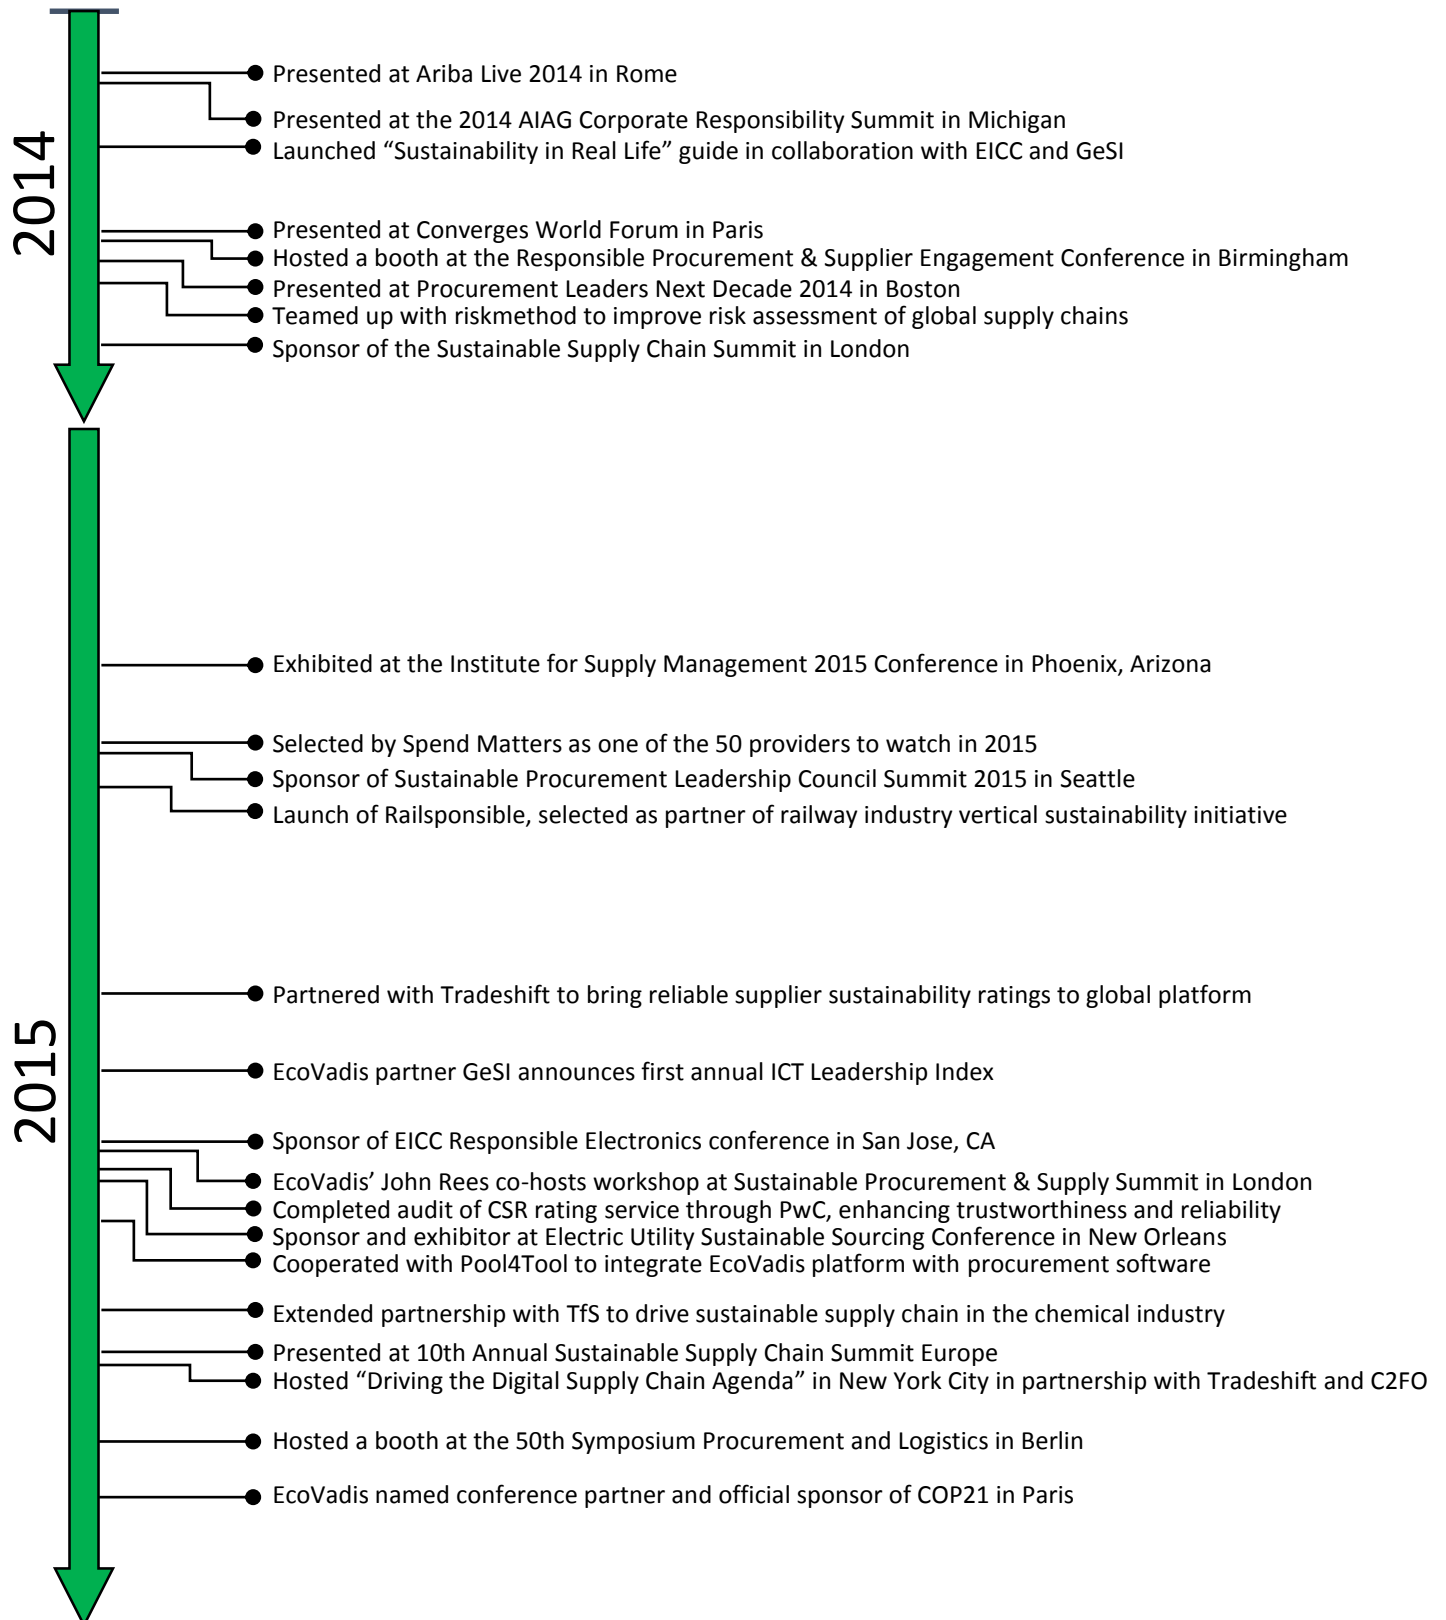 2014
Presented at Ariba Live 2014 in Rome
Presented at the 2014 AIAG Corporate Responsibility Summit in Michigan
Launched “Sustainability in Real Life” guide in collaboration with EICC and GeSI
Presented at Converges World Forum in Paris
Hosted a booth at the Responsible Procurement & Supplier Engagement Conference in Birmingham
Presented at Procurement Leaders Next Decade 2014 in Boston
Teamed up with riskmethod to improve risk assessment of global supply chains
Sponsor of the Sustainable Supply Chain Summit in London
2015
Exhibited at the Institute for Supply Management 2015 Conference in Phoenix, Arizona
Selected by Spend Matters as one of the 50 providers to watch in 2015
Sponsor of Sustainable Procurement Leadership Council Summit 2015 in Seattle
Launch of Railsponsible, selected as partner of railway industry vertical sustainability initiative
Partnered with Tradeshift to bring reliable supplier sustainability ratings to global platform
EcoVadis partner GeSI announces first annual ICT Leadership Index
Sponsor of EICC Responsible Electronics conference in San Jose, CA
EcoVadis’ John Rees co-hosts workshop at Sustainable Procurement & Supply Summit in London
Completed audit of CSR rating service through PwC, enhancing trustworthiness and reliability
Sponsor and exhibitor at Electric Utility Sustainable Sourcing Conference in New Orleans
Cooperated with Pool4Tool to integrate EcoVadis platform with procurement software
Extended partnership with TfS to drive sustainable supply chain in the chemical industry
Presented at 10th Annual Sustainable Supply Chain Summit Europe
Hosted “Driving the Digital Supply Chain Agenda” in New York City in partnership with Tradeshift and C2FO
Hosted a booth at the 50th Symposium Procurement and Logistics in Berlin
EcoVadis named conference partner and official sponsor of COP21 in Paris